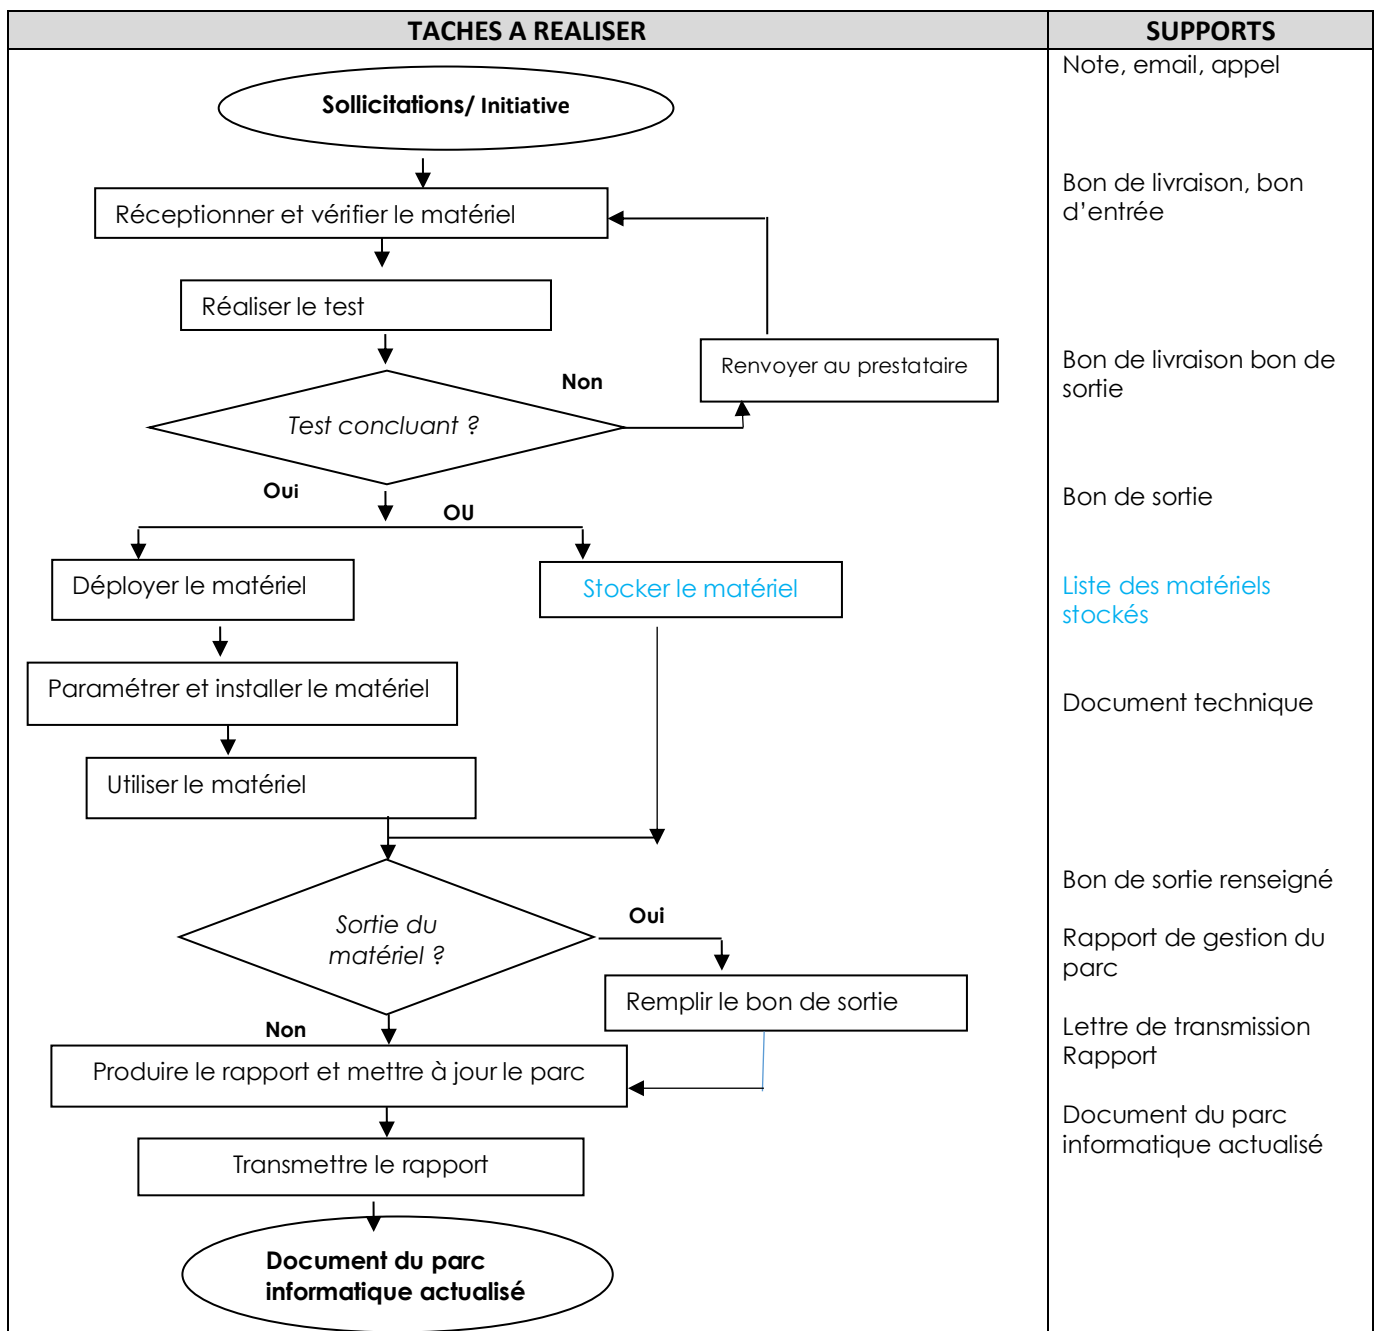 TACHES A REALISER
SUPPORTS
Sollicitations/ Initiative
Note, email, appel
Réceptionner et vérifier le matériel
Bon de livraison, bon
d'entrée
Réaliser le test
Renvoyer au prestataire
Bon de livraison bon de
sortie
Non
Test concluant ?
Oui
OU
Bon de sortie
Déployer le matériel
Stocker le matériel
Liste des matériels
stockés
Paramétrer et installer le matériel
Document technique
Utiliser le matériel
Sortie du
matériel ?
Oui
Bon de sortie renseigné
Rapport de gestion du
parc
Remplir le bon de sortie
Non
Lettre de transmission
Rapport
Produire le rapport et mettre à jour le parc
Document du parc
informatique actualisé
Transmettre le rapport
Document du parc
informatique actualisé